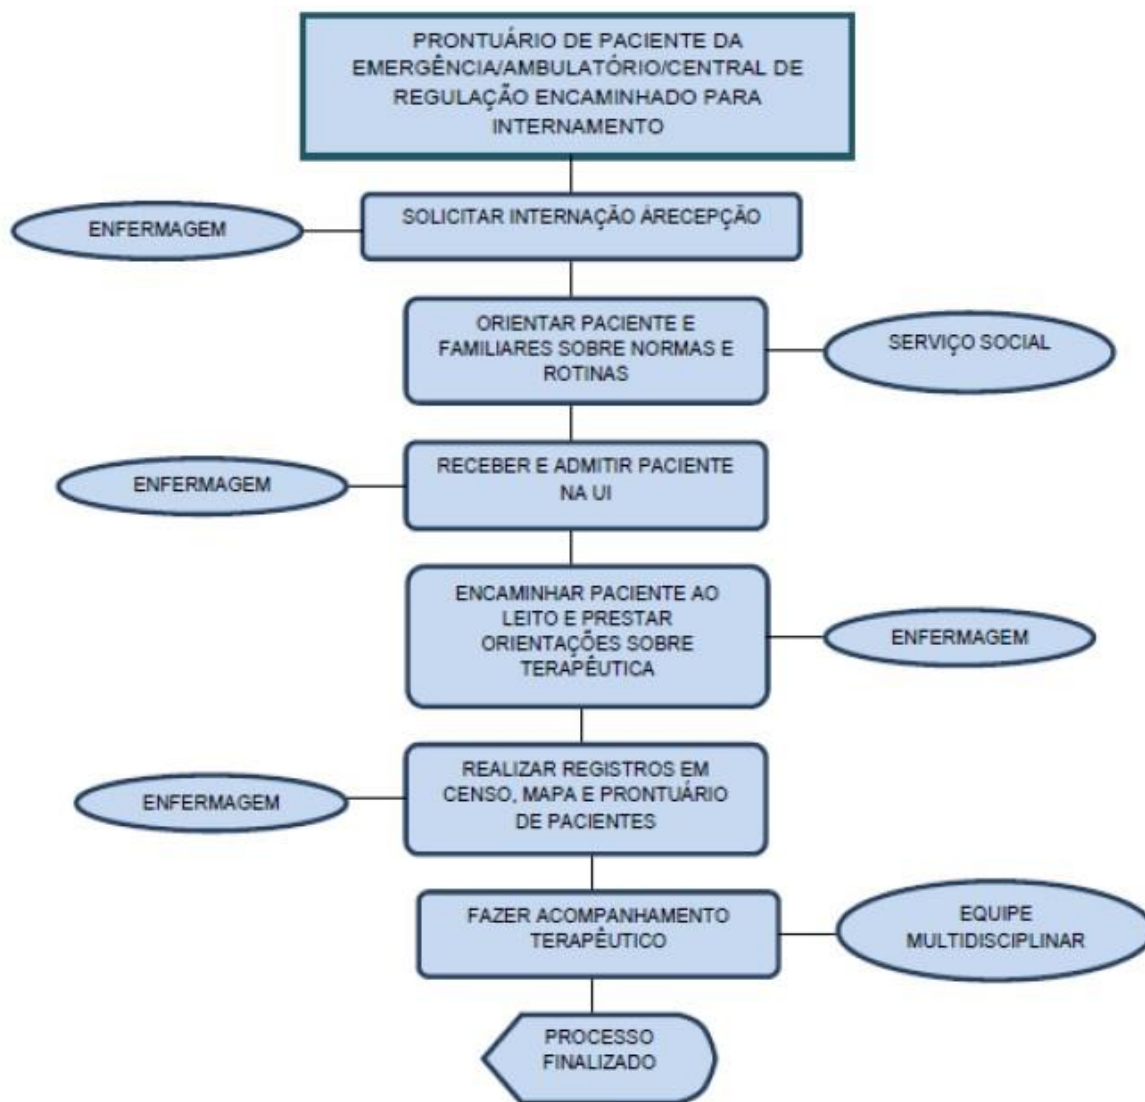 PRONTUÁRIO DE PACIENTE DA
EMERGÊNCIA/AMBULATÓRIO/CENTRAL DE
REGULAÇÃO ENCAMINHADO PARA
INTERNAMENTO
SOLICITAR INTERNAÇÃO ÁRECEPÇÃO
ENFERMAGEM
ORIENTAR PACIENTE E
FAMILIARES SOBRE NORMAS E
ROTINAS
SERVIÇO SOCIAL
RECEBER E ADMITIR PACIENTE
NA UI
ENFERMAGEM
ENCAMINHAR PACIENTE AO
LEITO E PRESTAR
ORIENTAÇÕES SOBRE
TERAPÊUTICA
ENFERMAGEM
REALIZAR REGISTROS EM
CENSO, MAPA E PRONTUÁRIO
DE PACIENTES
ENFERMAGEM
FAZER ACOMPANHAMENTO
TERAPÊUTICO
EQUIPE
MULTIDISCIPLINAR
PROCESSO
FINALIZADO